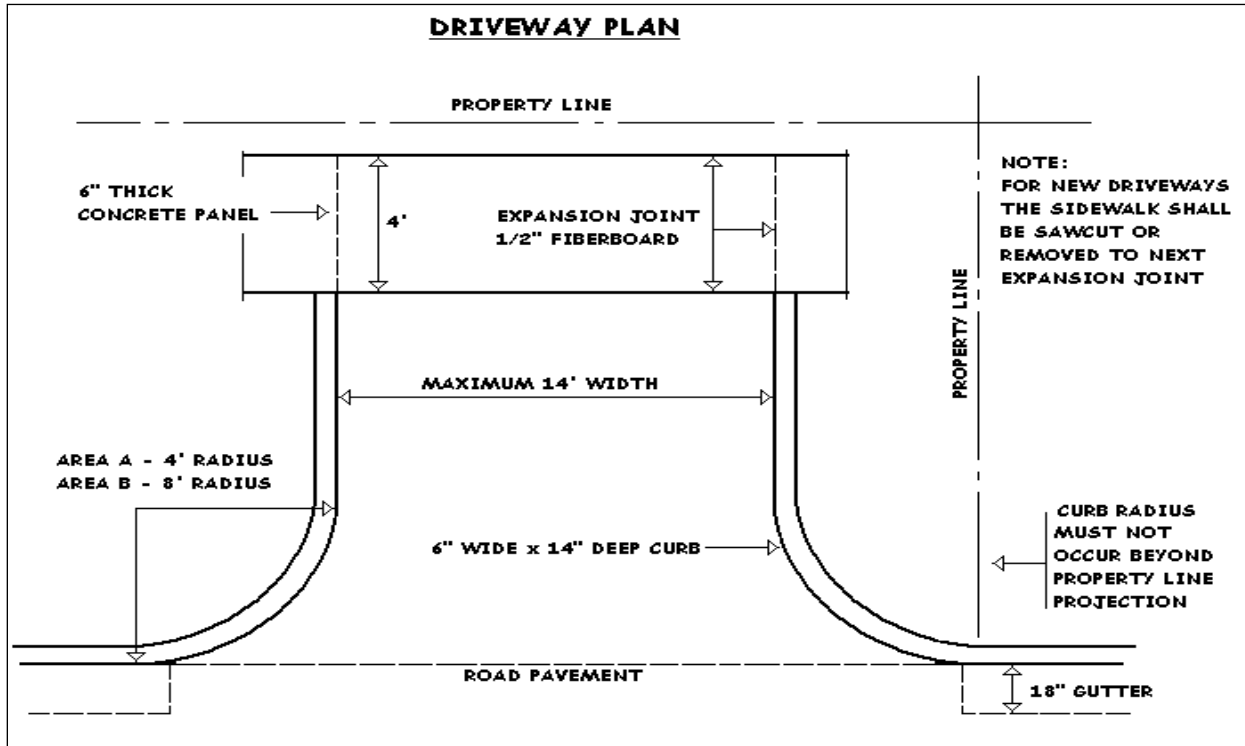 DRIVEWAY PLAN
PROPERTY LINE
6" THICK
CONCRETE PANEL
4'
EXPANSION JOINT
1/2" FIBERBOARD
NOTE:
FOR NEW DRIVEWAYS
THE SIDEWALK SHALL
BE SAWCUT OR
REMOVED TO NEXT
EXPANSION JOINT
PROPERTY LINE
MAXIMUM 14' WIDTH
AREA A - 4' RADIUS
AREA B - 8' RADIUS
6" WIDE x 14" DEEP CURB
CURB RADIUS
MUST NOT
OCCUR BEYOND
PROPERTY LINE
PROJECTION
ROAD PAVEMENT
18" GUTTER